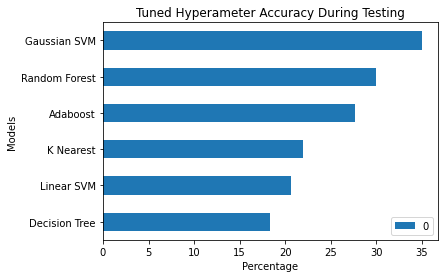 Tuned Hyperameter Accuracy During Testing
Gaussian SVM
Random Forest
Adaboost
K Nearest
Linear SVM
Decision Tree
Models
0
0 5 10 15 20 25 30 35
Percentage